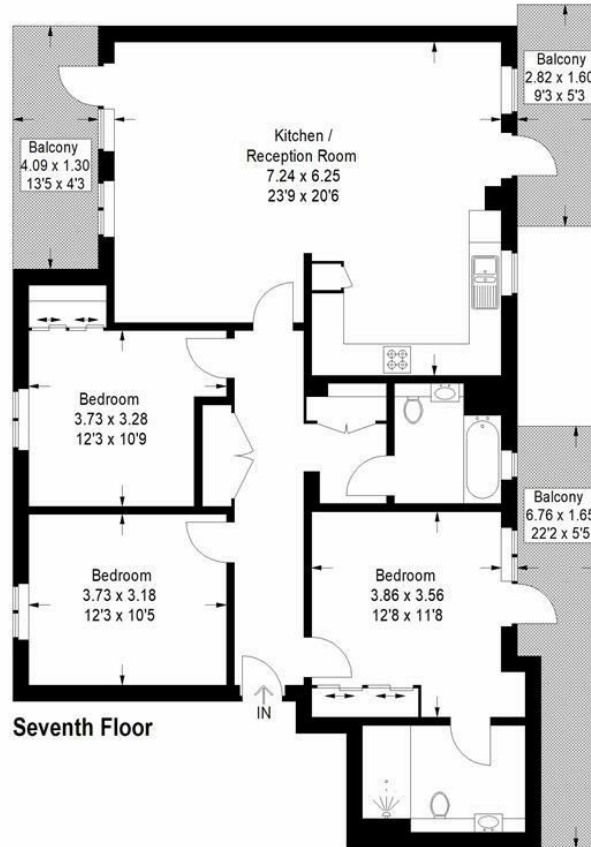 Balcony
2.82 x 1.60
9'3 x 5'3
Kitchen /
Reception Room
7.24 x 6.25
23'9 x 20'6
Balcony
4.09 x 1.30
13'5 x 4'3
Bedroom
3.73 x 3.28
12'3 x 10'9
Balcony
6.76 x 1.65
22'2 x 5'5
Bedroom
3.73 x 3.18
12'3 x 10'5
Bedroom
3.86 x 3.56
12'8 x 11'8
IN
Seventh Floor